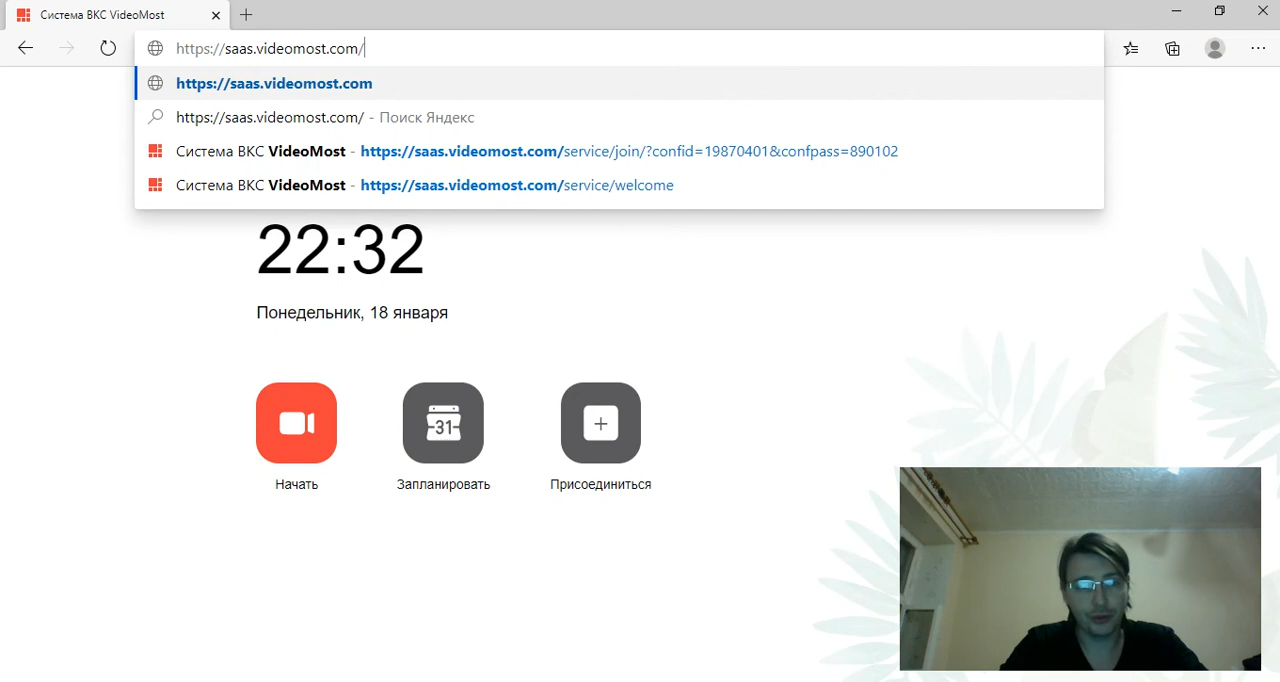 Система ВКС VideoMost
https://saas.videomost.com/
https://saas.videomost.com
https://saas.videomost.com/ - Поиск Яндекс
Система ВКС VideoMost - https://saas.videomost.com/service/join/?confid=19870401&confpass=890102
Система ВКС VideoMost - https://saas.videomost.com/service/welcome
22:32
Понедельник, 18 января
31
Начать
Запланировать
Присоединиться